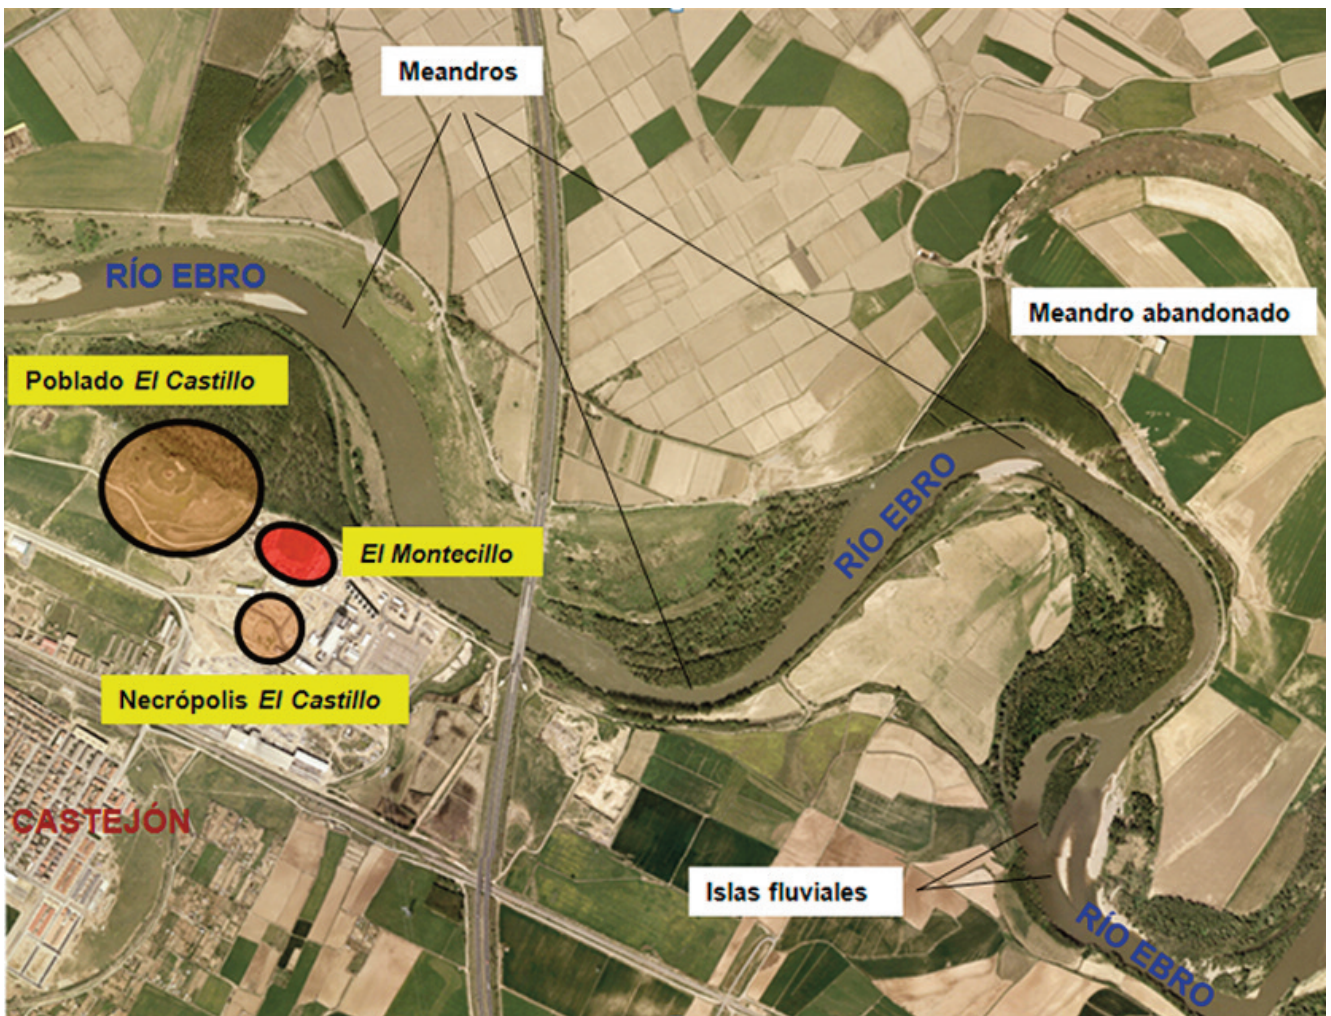 Meandros
RÍO EBRO
Meandro abandonado
Poblado El Castillo
RÍO EBRO
El Montecillo
Necrópolis El Castillo
CASTEJÓN
Islas fluviales
RÍO EBRO